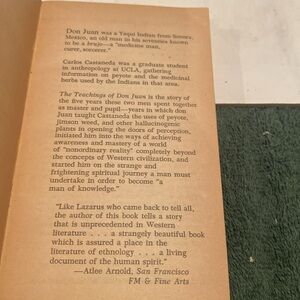 Don Juan was a Yaqui Indian from Sonora,
Mexico, an old man in his seventies known
to be a brujo—a "medicine man,
curer, sorcerer."
Carlos Castaneda was a graduate student
in anthropology at UCLA, gathering
information on peyote and the medicinal
herbs used by the Indians in that area.
The Teachings of Don Juan is the story of
the five years these two men spent together
as master and pupil—years in which don
Juan taught Castaneda the uses of peyote,
jimson weed, and other hallucinogenic
plants in opening the doors of perception,
initiated him into the ways of achieving
awareness and mastery of a world
of "nonordinary reality" completely beyond
the concepts of Western civilization, and
started him on the strange and
frightening spiritual journey a man must
undertake in order to become "a
man of knowledge."
"Like Lazarus who came back to tell all,
the author of this book tells a story
that is unprecedented in Western
literature . . . a strangely beautiful book
which is assured a place in the
literature of ethnology . . . a living
document of the human spirit."
—Atlee Arnold, San Francisco
FM & Fine Arts